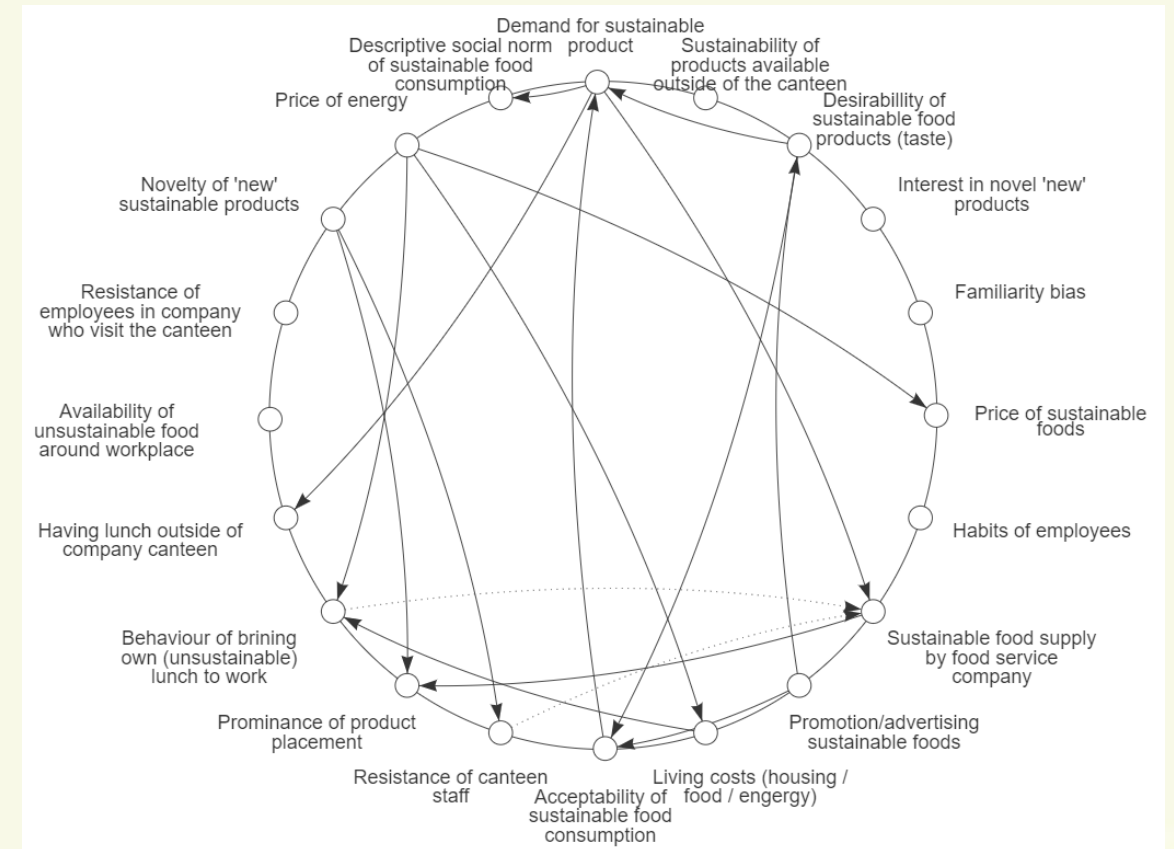 Demand for sustainable
product
Descriptive social norm
of sustainable food
consumption
Sustainability of
products available
outside of the canteen
Price of energy
Desirabillity of
sustainable food
products (taste)
Novelty of 'new'
sustainable products
Interest in novel 'new'
products
Resistance of
employees in company
who visit the canteen
Familiarity bias
Availability of
unsustainable food
around workplace
Price of sustainable
foods
Having lunch outside of
company canteen
Habits of employees
Behaviour of brining
own (unsustainable)
lunch to work
Sustainable food supply
by food service
company
Prominance of product
placement
Promotion/advertising
sustainable foods
Resistance of canteen
staff
Acceptability of
sustainable food
consumption
Living costs (housing /
food / engergy)